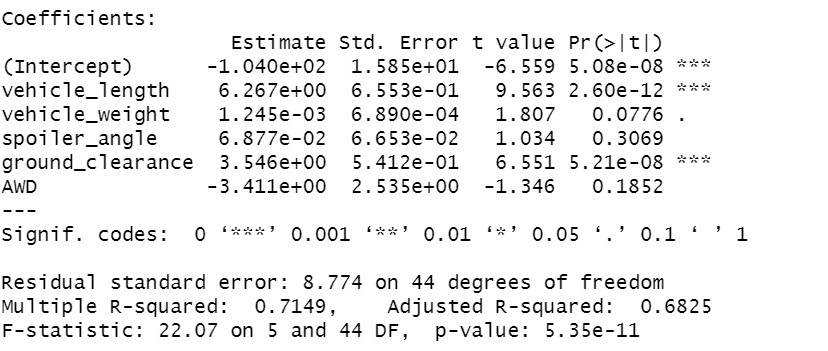 Coefficients:
Estimate Std. Error t value Pr(>|t|)
(Intercept) -1.040e+02 1.585e+01 -6.559 5.08e-08 ***
vehicle_length 6.267e+00 6.553e-01 9.563 2.60e-12 ***
vehicle_weight 1.245e-03 6.890e-04 1.807 0.0776 .
spoiler_angle 6.877e-02 6.653e-02 1.034 0.3069
ground_clearance 3.546e+00 5.412e-01 6.551 5.21e-08 ***
AWD -3.411e+00 2.535e+00 -1.346 0.1852
---
Signif. codes: 0 ‘***’ 0.001 ‘**’ 0.01 ‘*’ 0.05 ‘.’ 0.1 ‘ ’ 1
Residual standard error: 8.774 on 44 degrees of freedom
Multiple R-squared: 0.7149, Adjusted R-squared: 0.6825
F-statistic: 22.07 on 5 and 44 DF, p-value: 5.35e-11